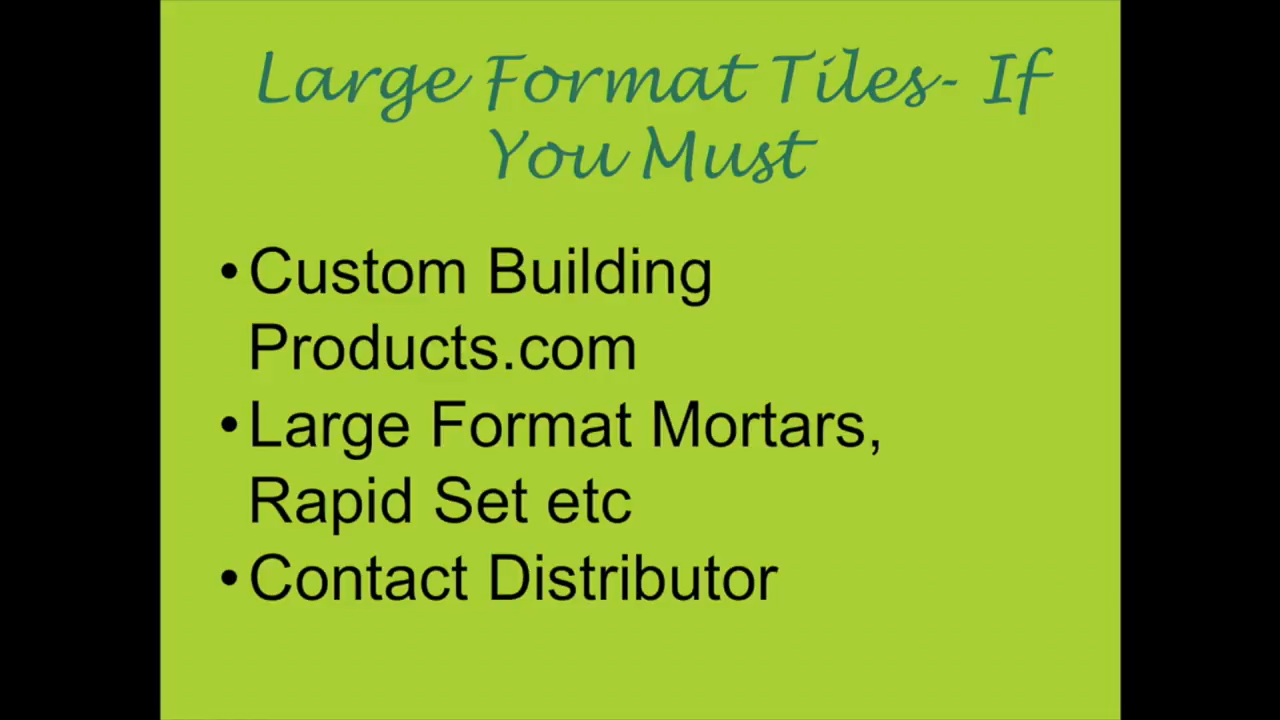 Large Format Tiles- If
You Must
•Custom Building
Products.com
•Large Format Mortars,
Rapid Set etc
•Contact Distributor